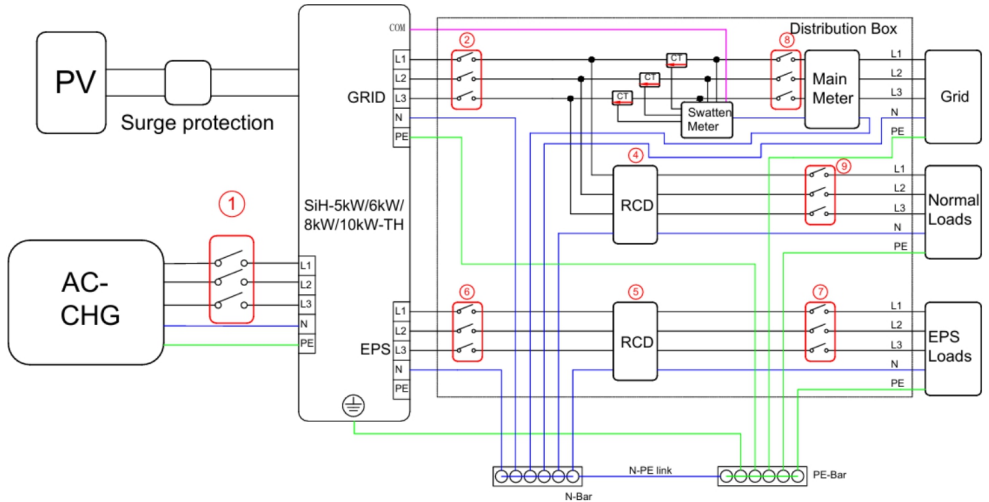 COM
Distribution Box
②
⑧
L1
L2
L3
N
PE
GRID
CT
CT
CT
Swatten
Meter
Main
Meter
L1
L2
L3
N
PE
Grid
PV
Surge protection
④
⑨
RCD
L1
L2
L3
N
PE
Normal
Loads
①
SiH-5kW/6kW/
8kW/10kW-TH
AC-
CHG
L1
L2
L3
N
PE
⑥
⑤
⑦
L1
L2
L3
N
PE
EPS
RCD
L1
L2
L3
N
PE
EPS
Loads
N-PE link
N-Bar
PE-Bar